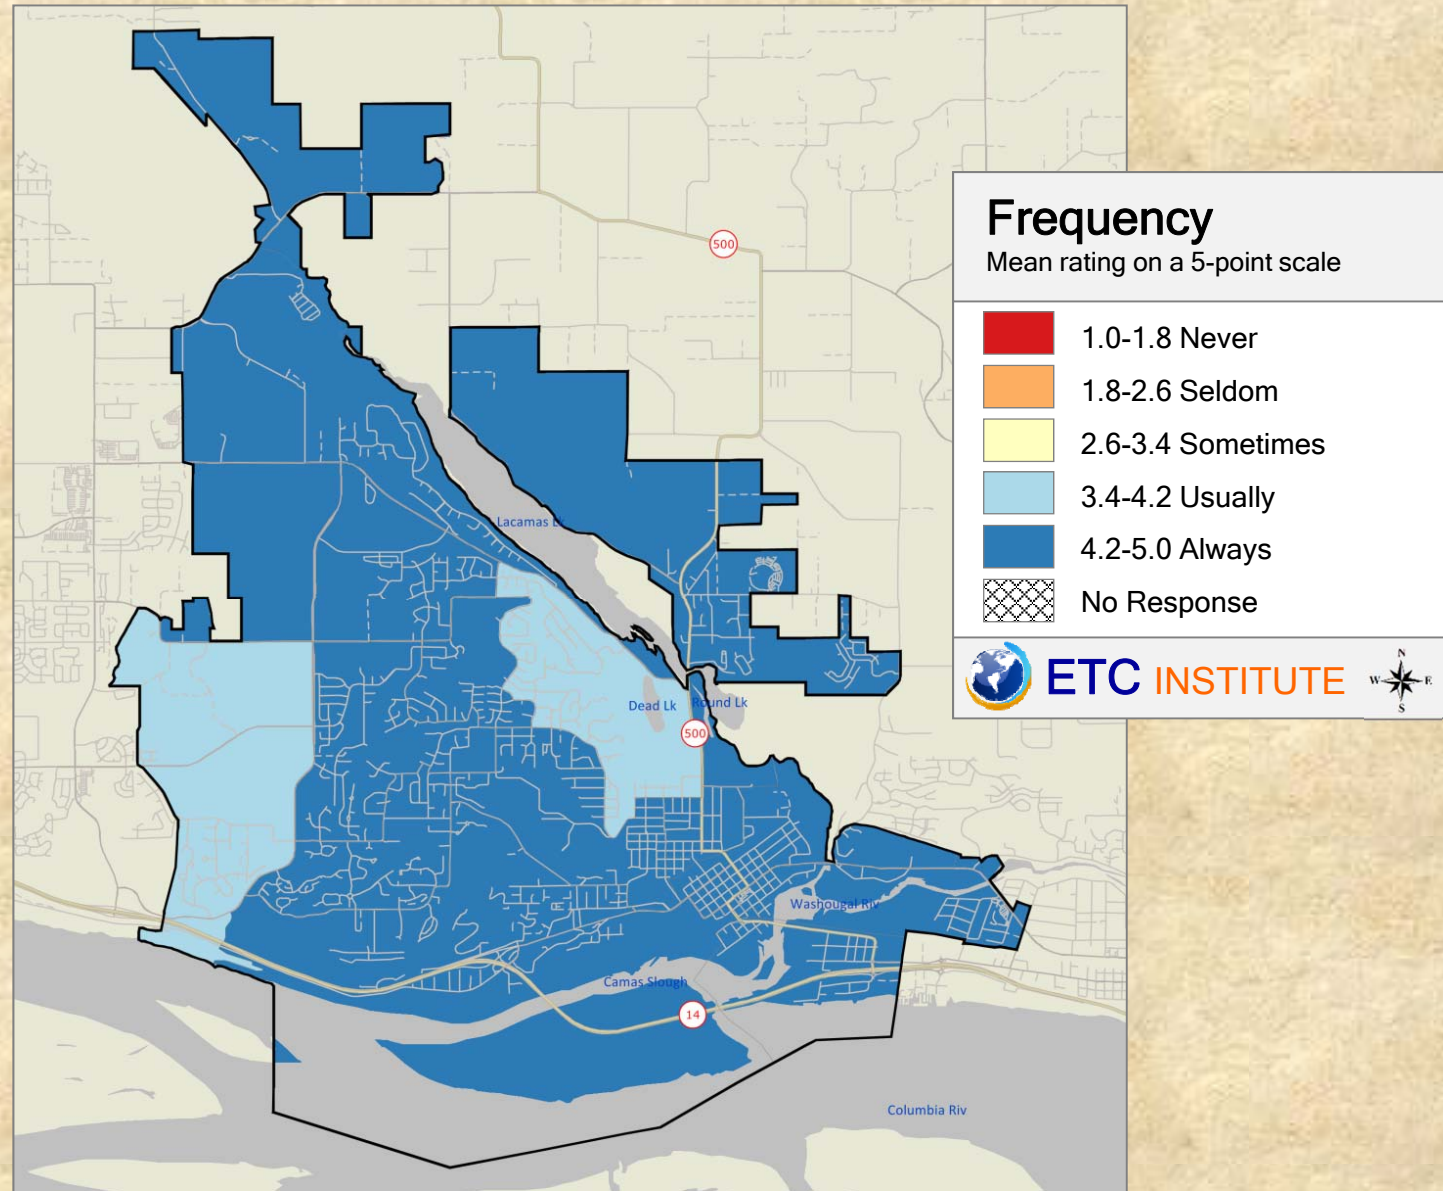 500
Frequency
Mean rating on a 5-point scale
1.0-1.8 Never
1.8-2.6 Seldom
2.6-3.4 Sometimes
3.4-4.2 Usually
4.2-5.0 Always
No Response
ETC INSTITUTE
N
W E
S
Lacamas Lk
Dead Lk
Round Lk
500
Washougal Riv
Camas Slough
14
Columbia Riv